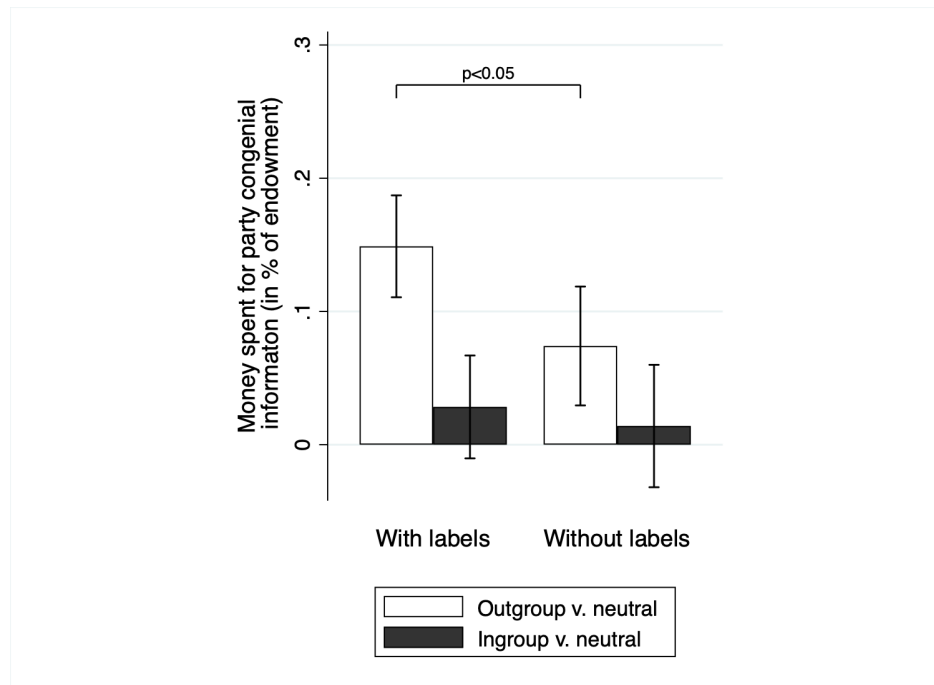 Money spent for party congenial
informaton (in % of endowment)
.3
.2
.1
0
p<0.05
With labels
Without labels
Outgroup v. neutral
Ingroup v. neutral